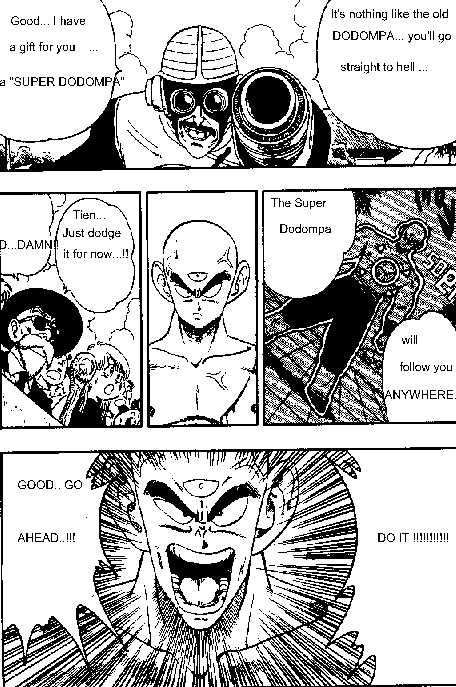 Good... I have
a gift for you ...
a "SUPER DODOMPA"
It's nothing like the old
DODOMPA... you'll go
straight to hell ...
D...DAMN!!
Tien...
Just dodge
it for now...!!
The Super
Dodompa
will
follow you
ANYWHERE.
GOOD.. GO
AHEAD..!!!
DO IT !!!!!!!!!!!